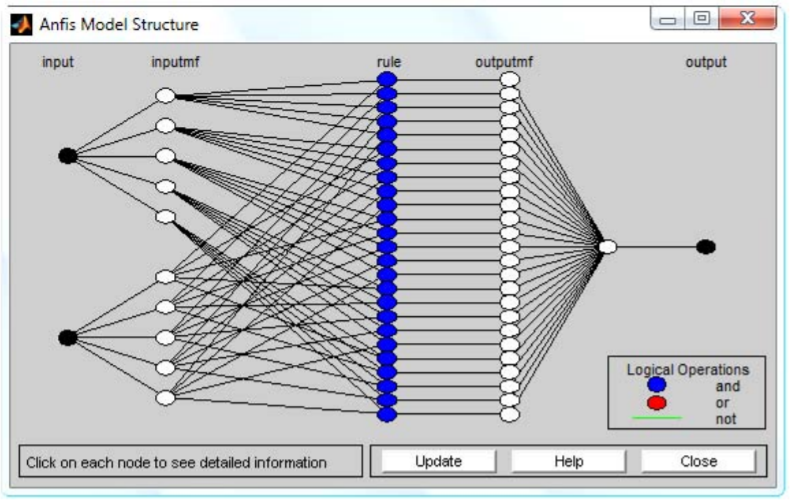 Anfis Model Structure
input inputmf rule outputmf output
Logical Operations
and
or
not
Click on each node to see detailed information
Update Help Close